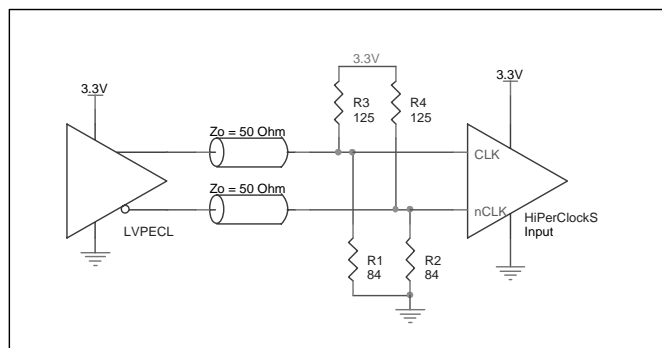 3.3V
3.3V
3.3V
R3
125
R4
125
Zo = 50 Ohm
CLK
Zo = 50 Ohm
nCLK
LVPECL
HiPerClockS
Input
R1
84
R2
84